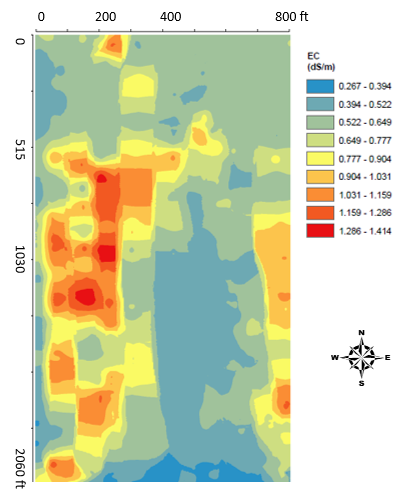 0 200 400 800 ft
0
515
1030
2060 ft
EC
(dS/m)
0.267 - 0.394
0.394 - 0.522
0.522 - 0.649
0.649 - 0.777
0.777 - 0.904
0.904 - 1.031
1.031 - 1.159
1.159 - 1.286
1.286 - 1.414
N
W E
S